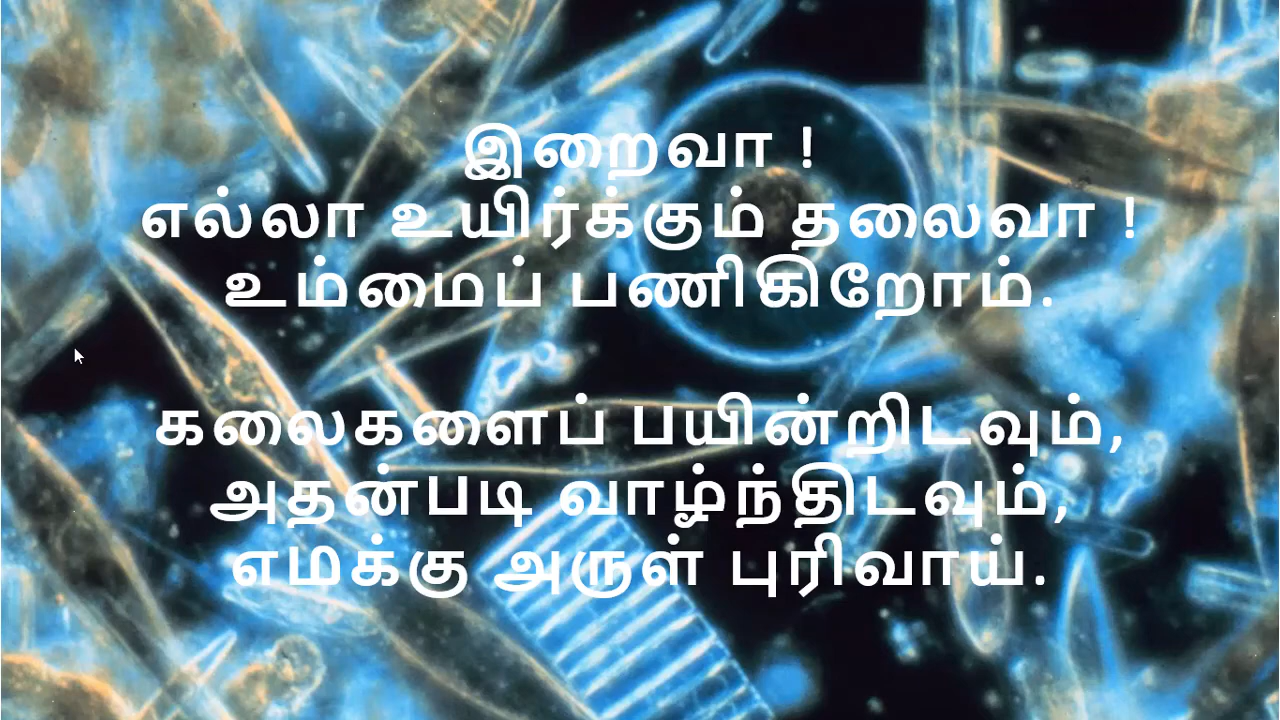 இறைவா !
எல்லா உயிர்க்கும் தலைவா !
உம்மைப் பணிகிறோம்.
கலைகளைப் பயின்றிடவும்,
அதன்படி வாழ்ந்திடவும்,
எமக்கு அருள் புரிவாய்.